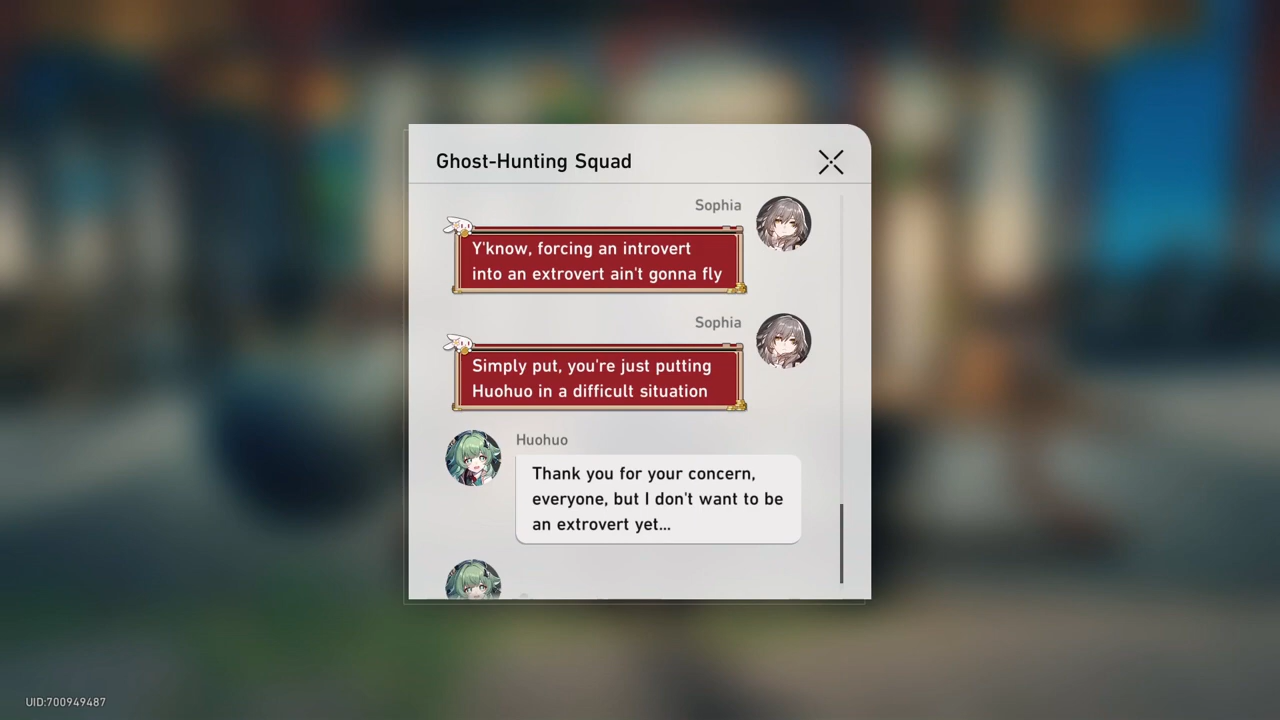 Ghost-Hunting Squad
Sophia
Y'know, forcing an introvert
into an extrovert ain't gonna fly
Sophia
Simply put, you're just putting
Huohuo in a difficult situation
Huohuo
Thank you for your concern,
everyone, but I don't want to be
an extrovert yet...
UID:700949487